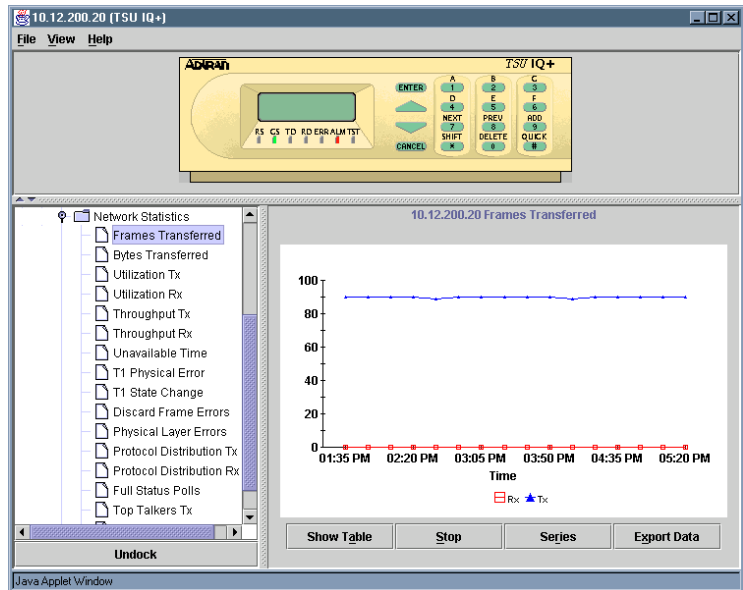 10.12.200.20 (TSU IQ+)
File View Help
ADTRAN
TSU IQ+
ENTER
A B C
1 2 3
D E F
4 5 6
NEXT PREV ADD
7 8 9
SHIFT DELETE QUICK
CANCEL
* 0 #
RS CS TD RD ERR ALM TST
Network Statistics
Frames Transferred
Bytes Transferred
Utilization Tx
Utilization Rx
Throughput Tx
Throughput Rx
Unavailable Time
T1 Physical Error
T1 State Change
Discard Frame Errors
Physical Layer Errors
Protocol Distribution Tx
Protocol Distribution Rx
Full Status Polls
Top Talkers Tx
Undock
10.12.200.20 Frames Transferred
100
80
60
40
20
0
01:35 PM 02:20 PM 03:05 PM 03:50 PM 04:35 PM 05:20 PM
Time
Rx Tx
Show Table Stop Series Export Data
Java Applet Window